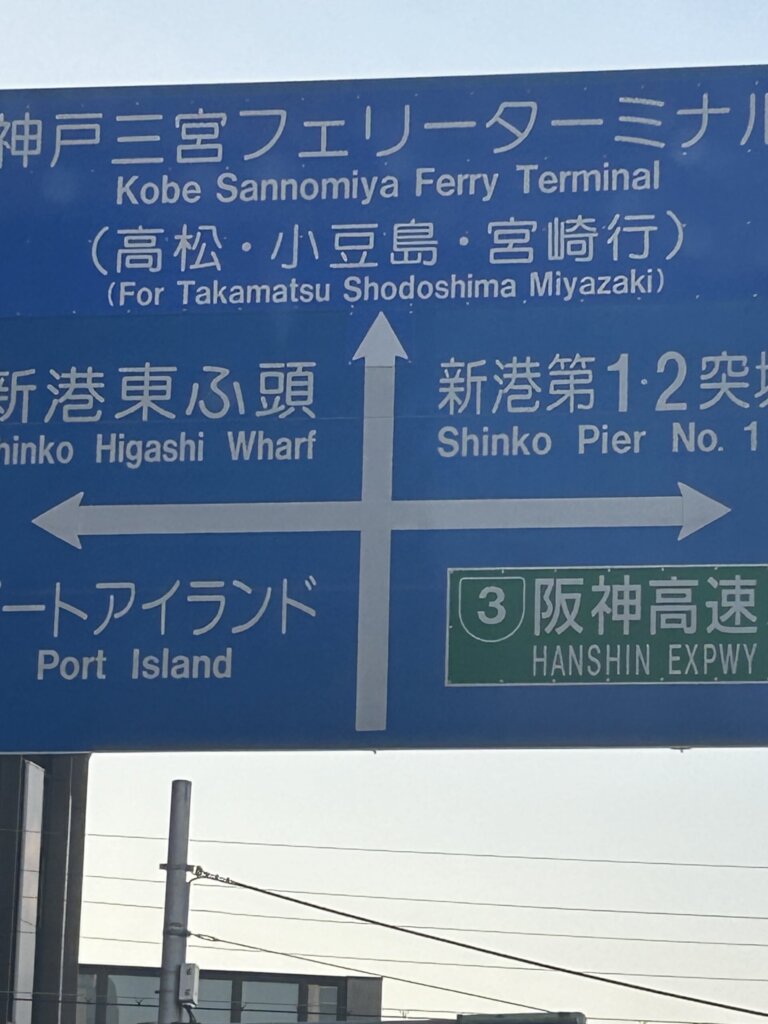 神戸三宮フェリーターミナル
Kobe Sannomiya Ferry Terminal
(高松・小豆島・宮崎行)
(For Takamatsu Shodoshima Miyazaki)
新港東ふ頭
Shinko Higashi Wharf
新港第1·2突
Shinko Pier No. 1
ートアイランド
Port Island
3
阪神高速
HANSHIN EXPWY